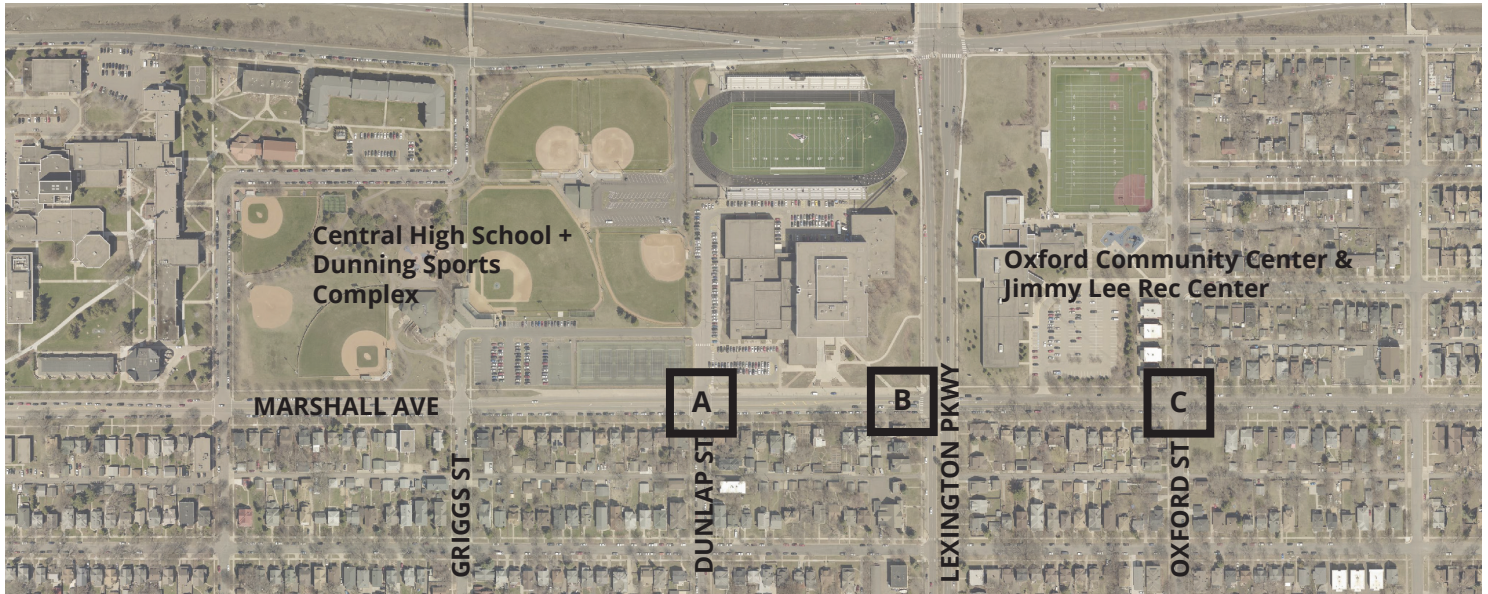 Central High School +
Dunning Sports
Complex
Oxford Community Center &
Jimmy Lee Rec Center
MARSHALL AVE
A
B
C
GRIGGS ST
DUNLAP ST
LEXINGTON PKWY
OXFORD ST